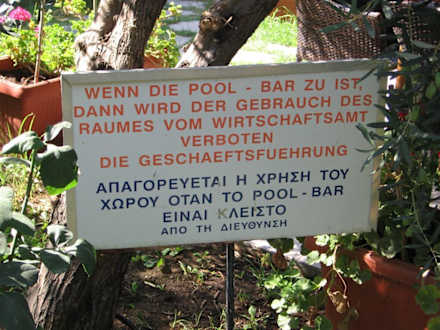 WENN DIE POOL - BAR ZU IST,
DANN WIRD DER GEBRAUCH DES
RAUMES VOM WIRTSCHAFTSAMT
VERBOTEN
DIE GESCHAEFTSFUEHRUNG
ΑΠΑΓΟΡΕΥΕΤΑΙ Η ΧΡΗΣΗ ΤΟΥ
ΧΩΡΟΥ ΟΤΑΝ ΤΟ POOL - BAR
ΕΙΝΑΙ ΚΛΕΙΣΤΟ
ΑΠΟ ΤΗ ΔΙΕΥΘΥΝΣΗ